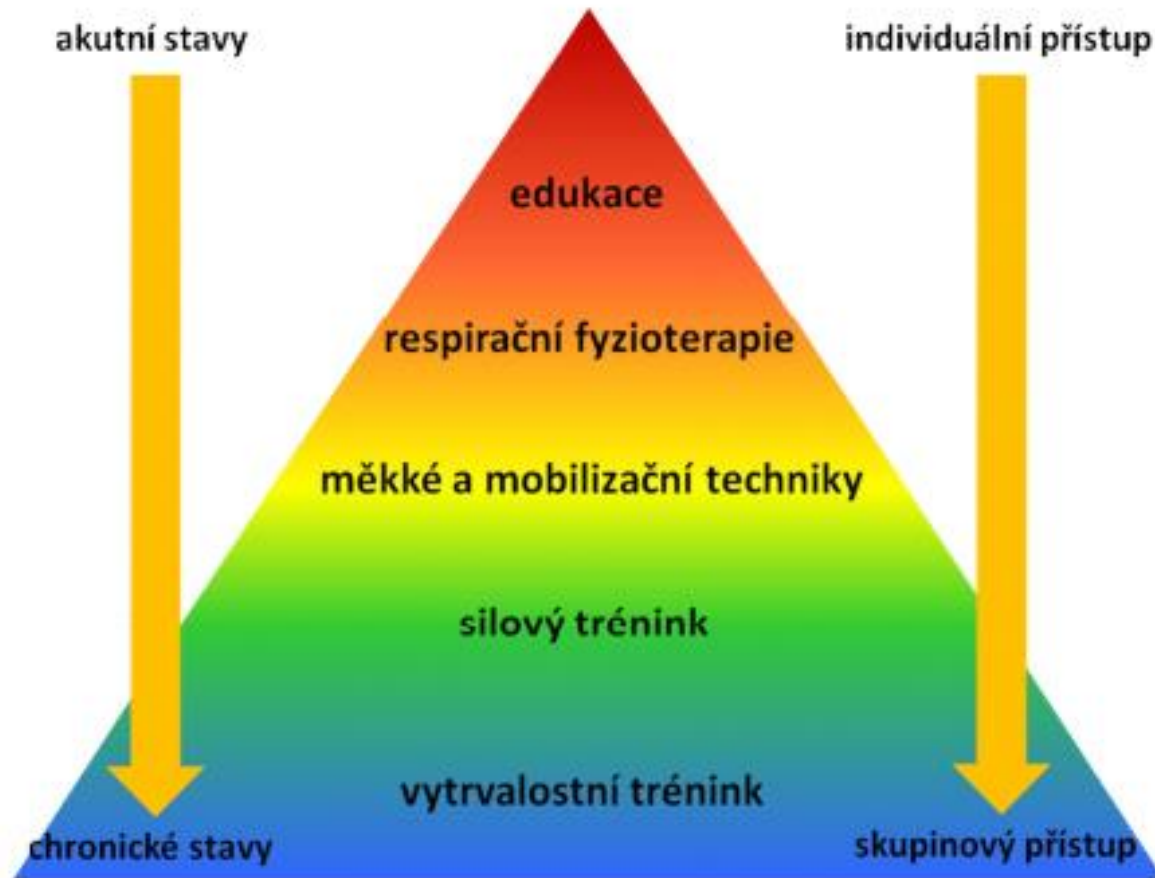 akutní stavy
individuální přístup
edukace
respirační fyzioterapie
měkké a mobilizační techniky
silový trénink
vytrvalostní trénink
chronické stavy
skupinový přístup